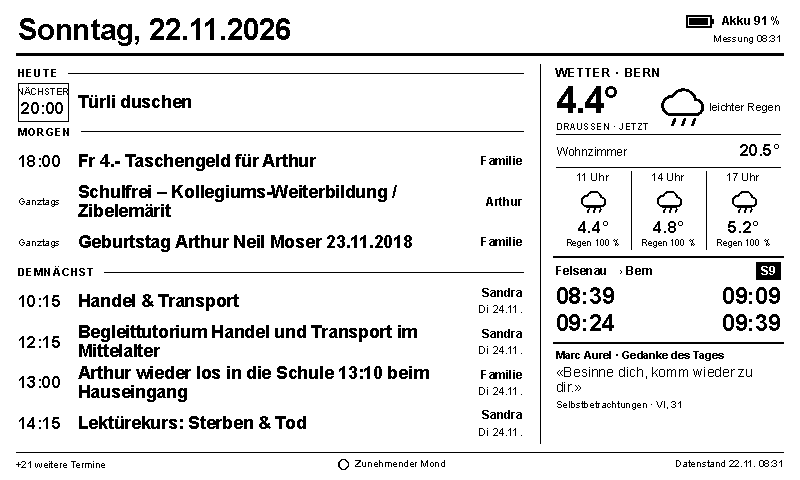 Sonntag, 22.11.2026
Akku 91 %
Messung 08:31
HEUTE
NÄCHSTER
20:00 Türli duschen
MORGEN
18:00 Fr 4.- Taschengeld für Arthur Familie
Ganztags Schulfrei – Kollegiums-Weiterbildung / Zibelemärit Arthur
Ganztags Geburtstag Arthur Neil Moser 23.11.2018 Familie
DEMNÄCHST
10:15 Handel & Transport Sandra
Di 24.11.
12:15 Begleittutorium Handel und Transport im Mittelalter Sandra
Di 24.11.
13:00 Arthur wieder los in die Schule 13:10 beim Hauseingang Familie
Di 24.11.
14:15 Lektürekurs: Sterben & Tod Sandra
Di 24.11.
WETTER · BERN
4.4° leichter Regen
DRAUSSEN · JETZT
Wohnzimmer 20.5°
11 Uhr 14 Uhr 17 Uhr
4.4° 4.8° 5.2°
Regen 100 % Regen 100 % Regen 100 %
Felsenau › Bern S9
08:39 09:09
09:24 09:39
Marc Aurel · Gedanke des Tages
«Besinne dich, komm wieder zu
dir.»
Selbstbetrachtungen · VI, 31
+21 weitere Termine
Zunehmender Mond
Datenstand 22.11. 08:31